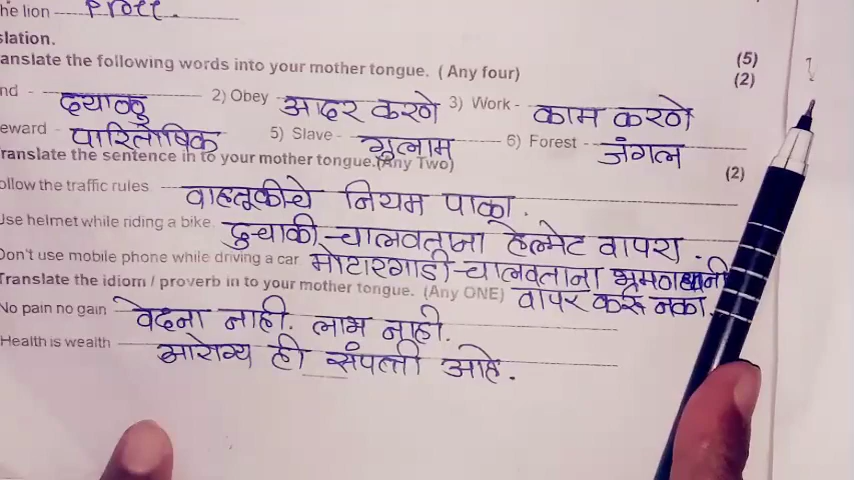 he lion Free.
slation.
anslate the following words into your mother tongue. (Any four) (5)
(2)
nd - दयाळू 2) Obey आदर करणे 3) Work - काम करणे
eward - पारितोषिक 5) Slave - गुलाम 6) Forest जंगल
ranslate the sentence in to your mother tongue.(Any Two) (2)
ollow the traffic rules वाहतूकीचे नियम पाळा.
Use helmet while riding a bike. दुचाकी चालवताना हेल्मेट वापरा.
Don't use mobile phone while driving a car मोटारगाडी चालवताना
Translate the idiom / proverb in to your mother tongue. (Any ONE) वापर करू नका.
No pain no gain वेदना नाही. लाभ नाही.
Health is wealth आरोग्य ही संपत्ती आहे.